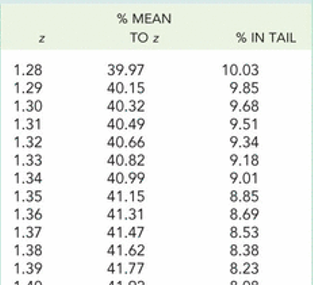 % MEAN
z TO z % IN TAIL
1.28 39.97 10.03
1.29 40.15 9.85
1.30 40.32 9.68
1.31 40.49 9.51
1.32 40.66 9.34
1.33 40.82 9.18
1.34 40.99 9.01
1.35 41.15 8.85
1.36 41.31 8.69
1.37 41.47 8.53
1.38 41.62 8.38
1.39 41.77 8.23